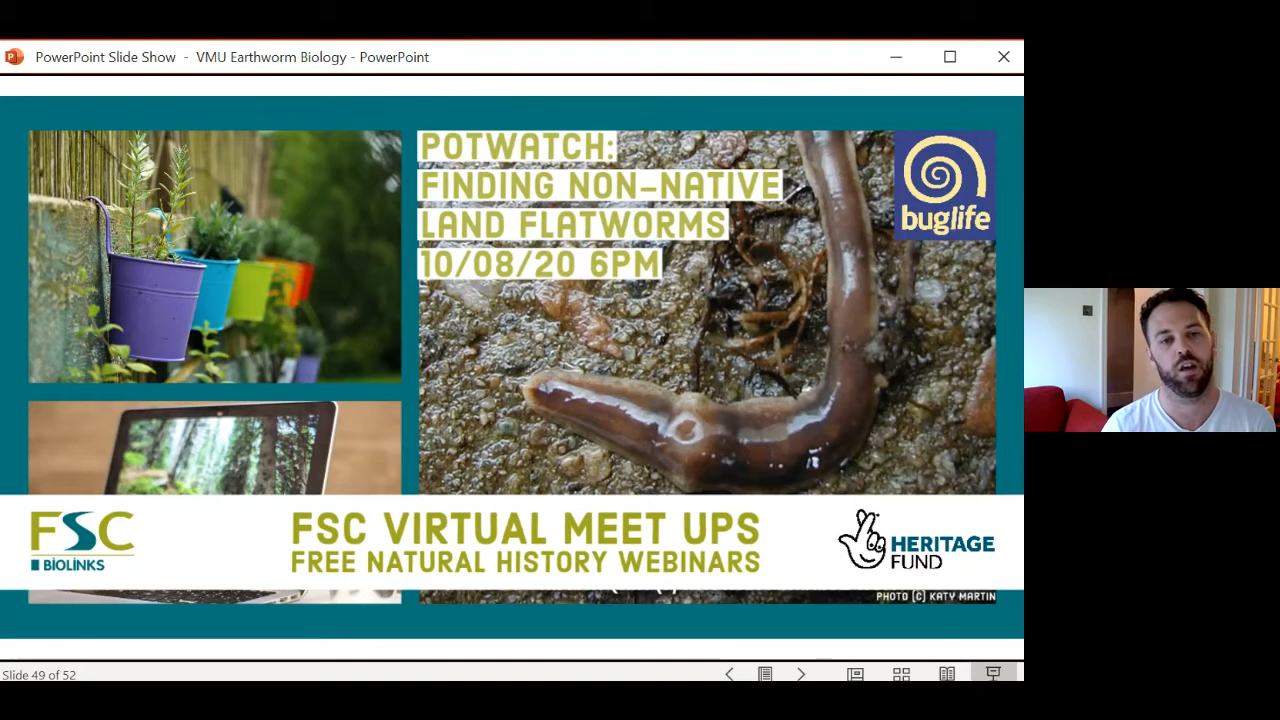 PowerPoint Slide Show - VMU Earthworm Biology - PowerPoint
POTWATCH:
FINDING NON-NATIVE
LAND FLATWORMS
10/08/20 6PM
buglife
FSC
BIOLINKS
FSC VIRTUAL MEET UPS
FREE NATURAL HISTORY WEBINARS
HERITAGE
FUND
PHOTO (C) KATY MARTIN
Slide 49 of 52